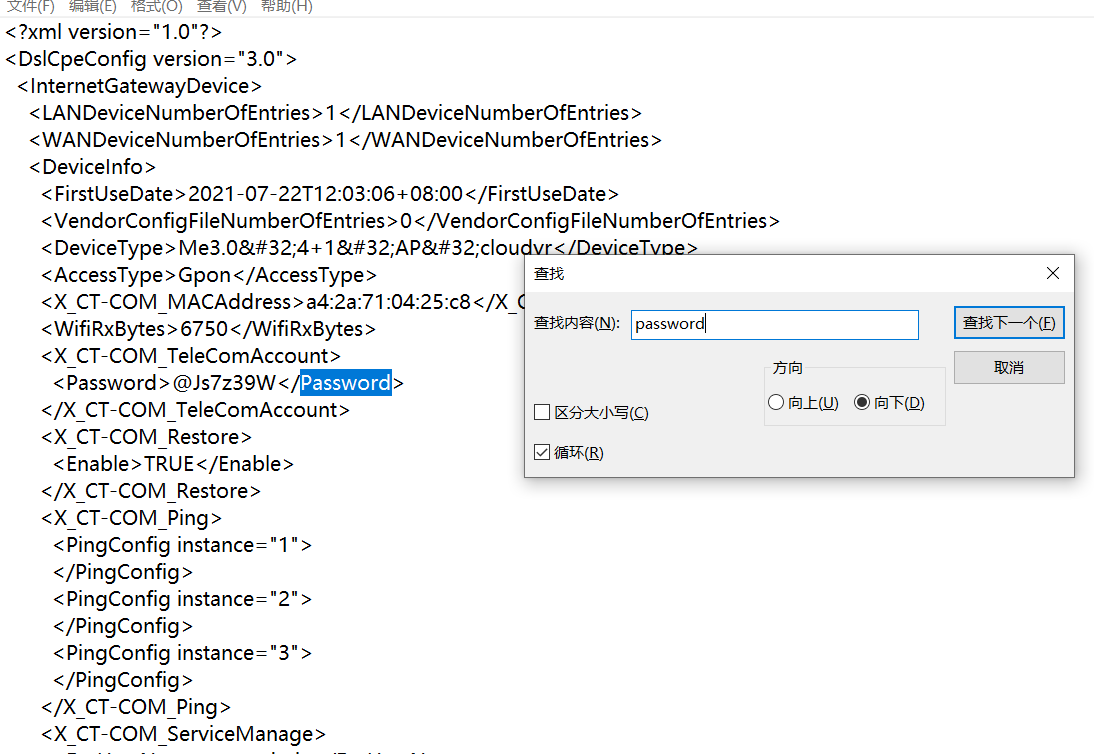 文件(F) 编辑(E) 格式(O) 查看(V) 帮助(H)
<?xml version="1.0"?>
<DslCpeConfig version="3.0">
<InternetGatewayDevice>
<LANDeviceNumberOfEntries>1</LANDeviceNumberOfEntries>
<WANDeviceNumberOfEntries>1</WANDeviceNumberOfEntries>
<DeviceInfo>
<FirstUseDate>2021-07-22T12:03:06+08:00</FirstUseDate>
<VendorConfigFileNumberOfEntries>0</VendorConfigFileNumberOfEntries>
<DeviceType>Me3.0&#32;4+1&#32;AP&#32;cloudvr</DeviceType>
<AccessType>Gpon</AccessType>
<X_CT-COM_MACAddress>a4:2a:71:04:25:c8</X_C
<WifiRxBytes>6750</WifiRxBytes>
<X_CT-COM_TeleComAccount>
<Password>@Js7z39W</Password>
</X_CT-COM_TeleComAccount>
<X_CT-COM_Restore>
<Enable>TRUE</Enable>
</X_CT-COM_Restore>
<X_CT-COM_Ping>
<PingConfig instance="1">
</PingConfig>
<PingConfig instance="2">
</PingConfig>
<PingConfig instance="3">
</PingConfig>
</X_CT-COM_Ping>
<X_CT-COM_ServiceManage>
查找
查找内容(N): password 查找下一个(F)
取消
方向
向上(U) 向下(D)
区分大小写(C)
循环(R)